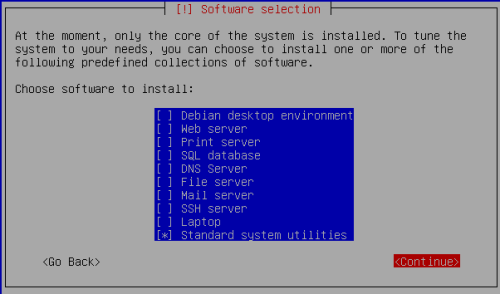 [!] Software selection
At the moment, only the core of the system is installed. To tune the
system to your needs, you can choose to install one or more of the
following predefined collections of software.
Choose software to install:
[ ] Debian desktop environment
[ ] Web server
[ ] Print server
[ ] SQL database
[ ] DNS Server
[ ] File server
[ ] Mail server
[ ] SSH server
[ ] Laptop
[*] Standard system utilities
<Go Back> <Continue>